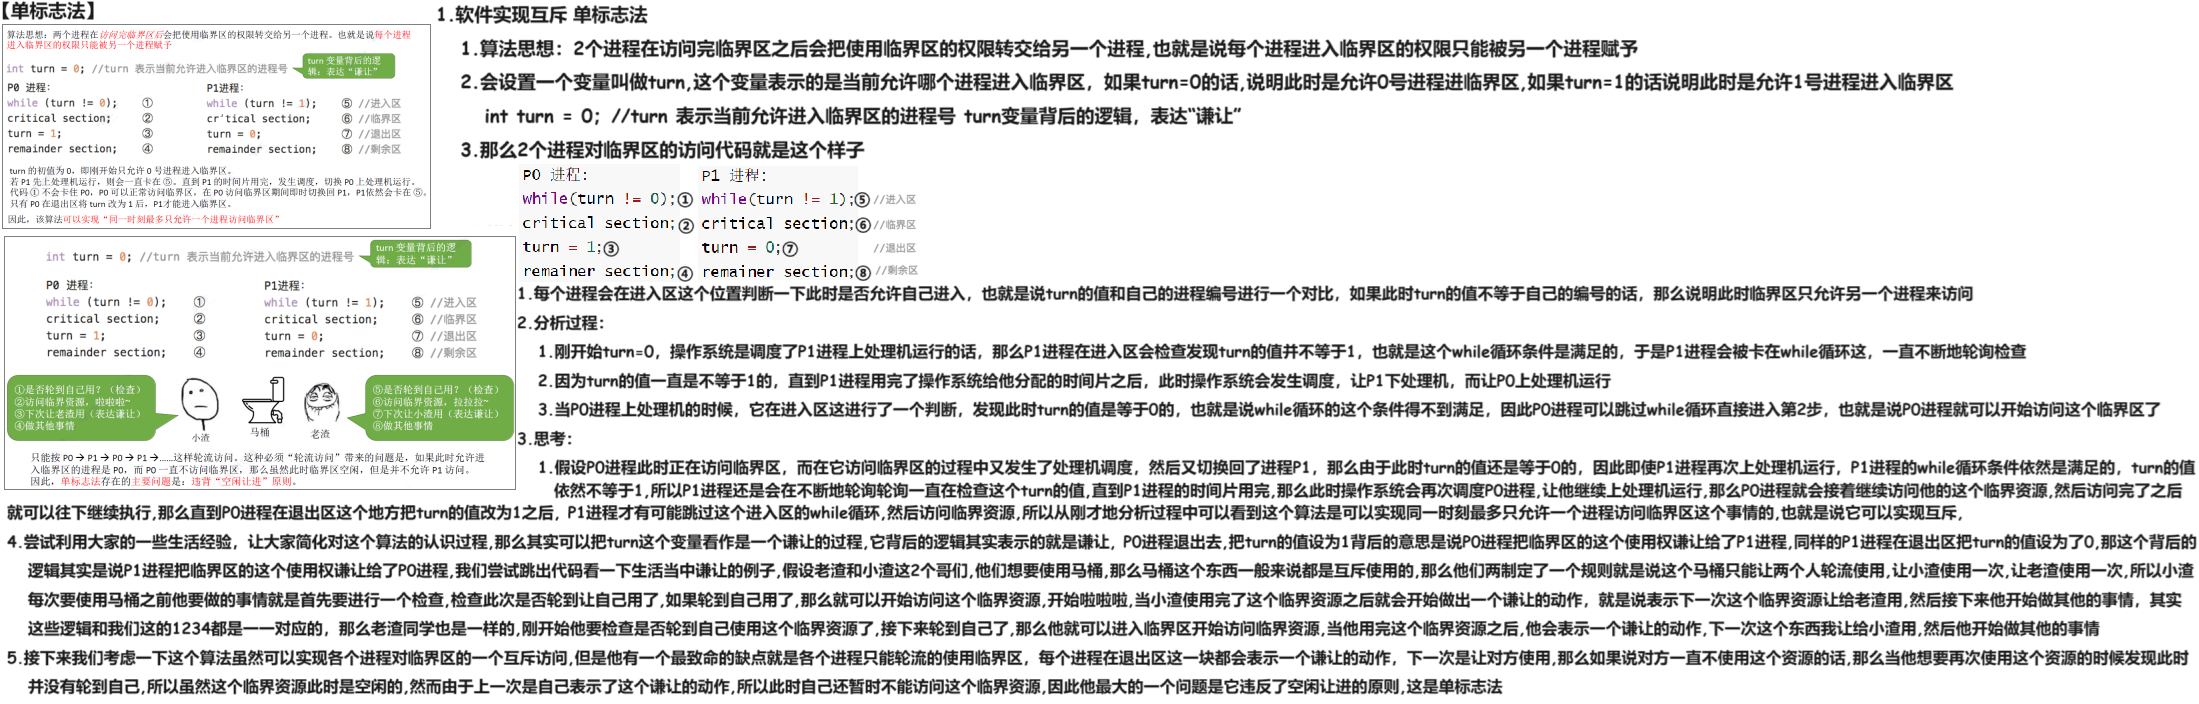 【单标志法】
算法思想：两个进程在访问完临界区后会把使用临界区的权限转交给另一个进程。也就是说每个进程
进入临界区的权限只能被另一个进程赋予
int turn = 0; //turn 表示当前允许进入临界区的进程号
turn 变量背后的逻
辑：表达“谦让”
P0 进程: P1进程:
while (turn != 0); ① while (turn != 1); ⑤ //进入区
critical section; ② cr'tical section; ⑥ //临界区
turn = 1; ③ turn = 0; ⑦ //退出区
remainder section; ④ remainder section; ⑧ //剩余区
turn 的初值为 0，即刚开始只允许 0 号进程进入临界区。
若 P1 先上处理机运行，则会一直卡在 ⑤。直到 P1 的时间片用完，发生调度，切换 P0 上处理机运行。
代码 ① 不会卡住 P0，P0 可以正常访问临界区，在 P0 访问临界区期间即时切换回 P1，P1依然会卡在 ⑤。
只有 P0 在退出区将 turn 改为 1 后，P1才能进入临界区。
因此，该算法可以实现“同一时刻最多只允许一个进程访问临界区”
int turn = 0; //turn 表示当前允许进入临界区的进程号
turn 变量背后的逻
辑：表达“谦让”
P0 进程: P1进程:
while (turn != 0); ① while (turn != 1); ⑤ //进入区
critical section; ② critical section; ⑥ //临界区
turn = 1; ③ turn = 0; ⑦ //退出区
remainder section; ④ remainder section; ⑧ //剩余区
①是否轮到自己用？（检查）
②访问临界资源，啦啦啦~
③下次让老渣用（表达谦让）
④做其他事情
小渣
马桶
老渣
⑤是否轮到自己用？（检查）
⑥访问临界资源，拉拉拉~
⑦下次让小渣用（表达谦让）
⑧做其他事情
只能按 P0 → P1 → P0 → P1 →......这样轮流访问。这种必须“轮流访问”带来的问题是，如果此时允许进
入临界区的进程是 P0，而 P0 一直不访问临界区，那么虽然此时临界区空闲，但是并不允许 P1 访问。
因此，单标志法存在的主要问题是：违背“空闲让进”原则。
1.软件实现互斥 单标志法
1.算法思想：2个进程在访问完临界区之后会把使用临界区的权限转交给另一个进程,也就是说每个进程进入临界区的权限只能被另一个进程赋予
2.会设置一个变量叫做turn,这个变量表示的是当前允许哪个进程进入临界区，如果turn=0的话,说明此时是允许0号进程进临界区,如果turn=1的话说明此时是允许1号进程进入临界区
int turn = 0; //turn 表示当前允许进入临界区的进程号 turn变量背后的逻辑，表达“谦让”
3.那么2个进程对临界区的访问代码就是这个样子
P0 进程: P1 进程:
while(turn != 0);① while(turn != 1);⑤ //进入区
critical section;② critical section;⑥ //临界区
turn = 1;③ turn = 0;⑦ //退出区
remainer section;④ remainer section;⑧ //剩余区
1.每个进程会在进入区这个位置判断一下此时是否允许自己进入，也就是说turn的值和自己的进程编号进行一个对比，如果此时turn的值不等于自己的编号的话，那么说明此时临界区只允许另一个进程来访问
2.分析过程：
1.刚开始turn=0，操作系统是调度了P1进程上处理机运行的话，那么P1进程在进入区会检查发现turn的值并不等于1，也就是这个while循环条件是满足的，于是P1进程会被卡在while循环这，一直不断地轮询检查
2.因为turn的值一直是不等于1的，直到P1进程用完了操作系统给他分配的时间片之后，此时操作系统会发生调度，让P1下处理机，而让P0上处理机运行
3.当P0进程上处理机的时候，它在进入区这进行了一个判断，发现此时turn的值是等于0的，也就是说while循环的这个条件得不到满足，因此P0进程可以跳过while循环直接进入第2步，也就是说P0进程就可以开始访问这个临界区了
3.思考：
1.假设P0进程此时正在访问临界区，而在它访问临界区的过程中又发生了处理机调度，然后又切换回了进程P1，那么由于此时turn的值还是等于0的，因此即使P1进程再次上处理机运行，P1进程的while循环条件依然是满足的，turn的值
依然不等于1,所以P1进程还是会在不断地轮询轮询一直在检查这个turn的值,直到P1进程的时间片用完,那么此时操作系统会再次调度P0进程,让他继续上处理机运行,那么P0进程就会接着继续访问他的这个临界资源,然后访问完了之后
就可以往下继续执行,那么直到P0进程在退出区这个地方把turn的值改为1之后，P1进程才有可能跳过这个进入区的while循环,然后访问临界资源,所以从刚才地分析过程中可以看到这个算法是可以实现同一时刻最多只允许一个进程访问临界区这个事情的,也就是说它可以实现互斥,
4.尝试利用大家的一些生活经验，让大家简化对这个算法的认识过程,那么其实可以把turn这个变量看作是一个谦让的过程,它背后的逻辑其实表示的就是谦让，P0进程退出去,把turn的值设为1背后的意思是说P0进程把临界区的这个使用权谦让给了P1进程,同样的P1进程在退出区把turn的值设为了0,那这个背后的
逻辑其实是说P1进程把临界区的这个使用权谦让给了P0进程,我们尝试跳出代码看一下生活当中谦让的例子,假设老渣和小渣这2个哥们,他们想要使用马桶,那么马桶这个东西一般来说都是互斥使用的,那么他们两制定了一个规则就是说这个马桶只能让两个人轮流使用,让小渣使用一次,让老渣使用一次,所以小渣
每次要使用马桶之前他要做的事情就是首先要进行一个检查,检查此次是否轮到让自己用了,如果轮到自己用了,那么就可以开始访问这个临界资源,开始啦啦啦,当小渣使用完了这个临界资源之后就会开始做出一个谦让的动作，就是说表示下一次这个临界资源让给老渣用,然后接下来他开始做其他的事情，其实
这些逻辑和我们这的1234都是一一对应的，那么老渣同学也是一样的,刚开始他要检查是否轮到自己使用这个临界资源了,接下来轮到自己了,那么他就可以进入临界区开始访问临界资源,当他用完这个临界资源之后,他会表示一个谦让的动作,下一次这个东西我让给小渣用,然后他开始做其他的事情
5.接下来我们考虑一下这个算法虽然可以实现各个进程对临界区的一个互斥访问,但是他有一个最致命的缺点就是各个进程只能轮流的使用临界区，每个进程在退出区这一块都会表示一个谦让的动作，下一次是让对方使用,那么如果说对方一直不使用这个资源的话,那么当他想要再次使用这个资源的时候发现此时
并没有轮到自己,所以虽然这个临界资源此时是空闲的,然而由于上一次是自己表示了这个谦让的动作,所以此时自己还暂时不能访问这个临界资源,因此他最大的一个问题是它违反了空闲让进的原则,这是单标志法